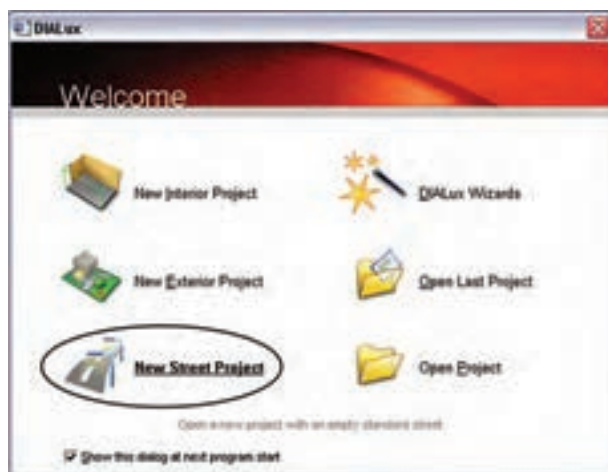 DIALux
Welcome
New Interior Project
DIALux Wizards
New Exterior Project
Open Last Project
New Street Project
Open Project
Open a new project with an empty standard street
Show this dialog at next program start